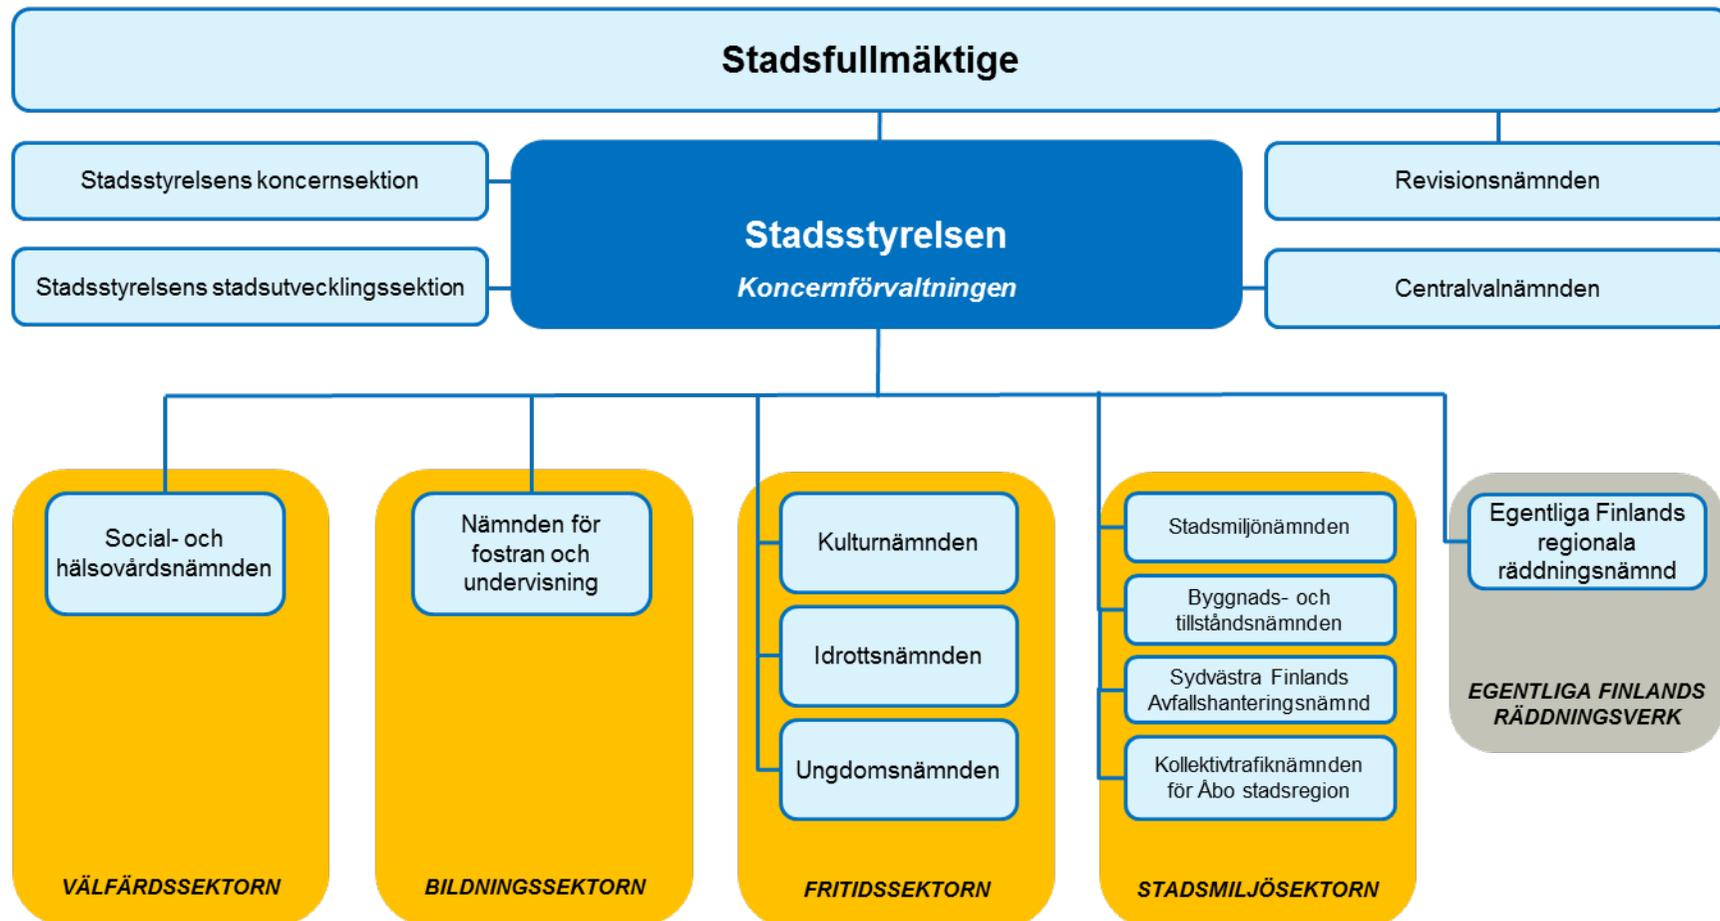 Stadsfullmäktige
Stadsstyrelsens koncernsektion
Stadsstyrelsens stadsutvecklingssektion
Stadsstyrelsen
Koncernförvaltningen
Revisionsnämnden
Centralvalnämnden
Social- och
hälsovårdsnämnden
VÄLFÄRDSSEKTORN
Nämnden för
fostran och
undervisning
BILDNINGSSEKTORN
Kulturnämnden
Idrottsnämnden
Ungdomsnämnden
FRITIDSSEKTORN
Stadsmiljönämnden
Byggnads- och
tillståndsnämnden
Sydvästra Finlands
Avfallshanteringsnämnd
Kollektivtrafiknämnden
för Åbo stadsregion
STADSMILJÖSEKTORN
Egentliga Finlands
regionala
räddningsnämnd
EGENTLIGA FINLANDS
RÄDDNINGSVERK